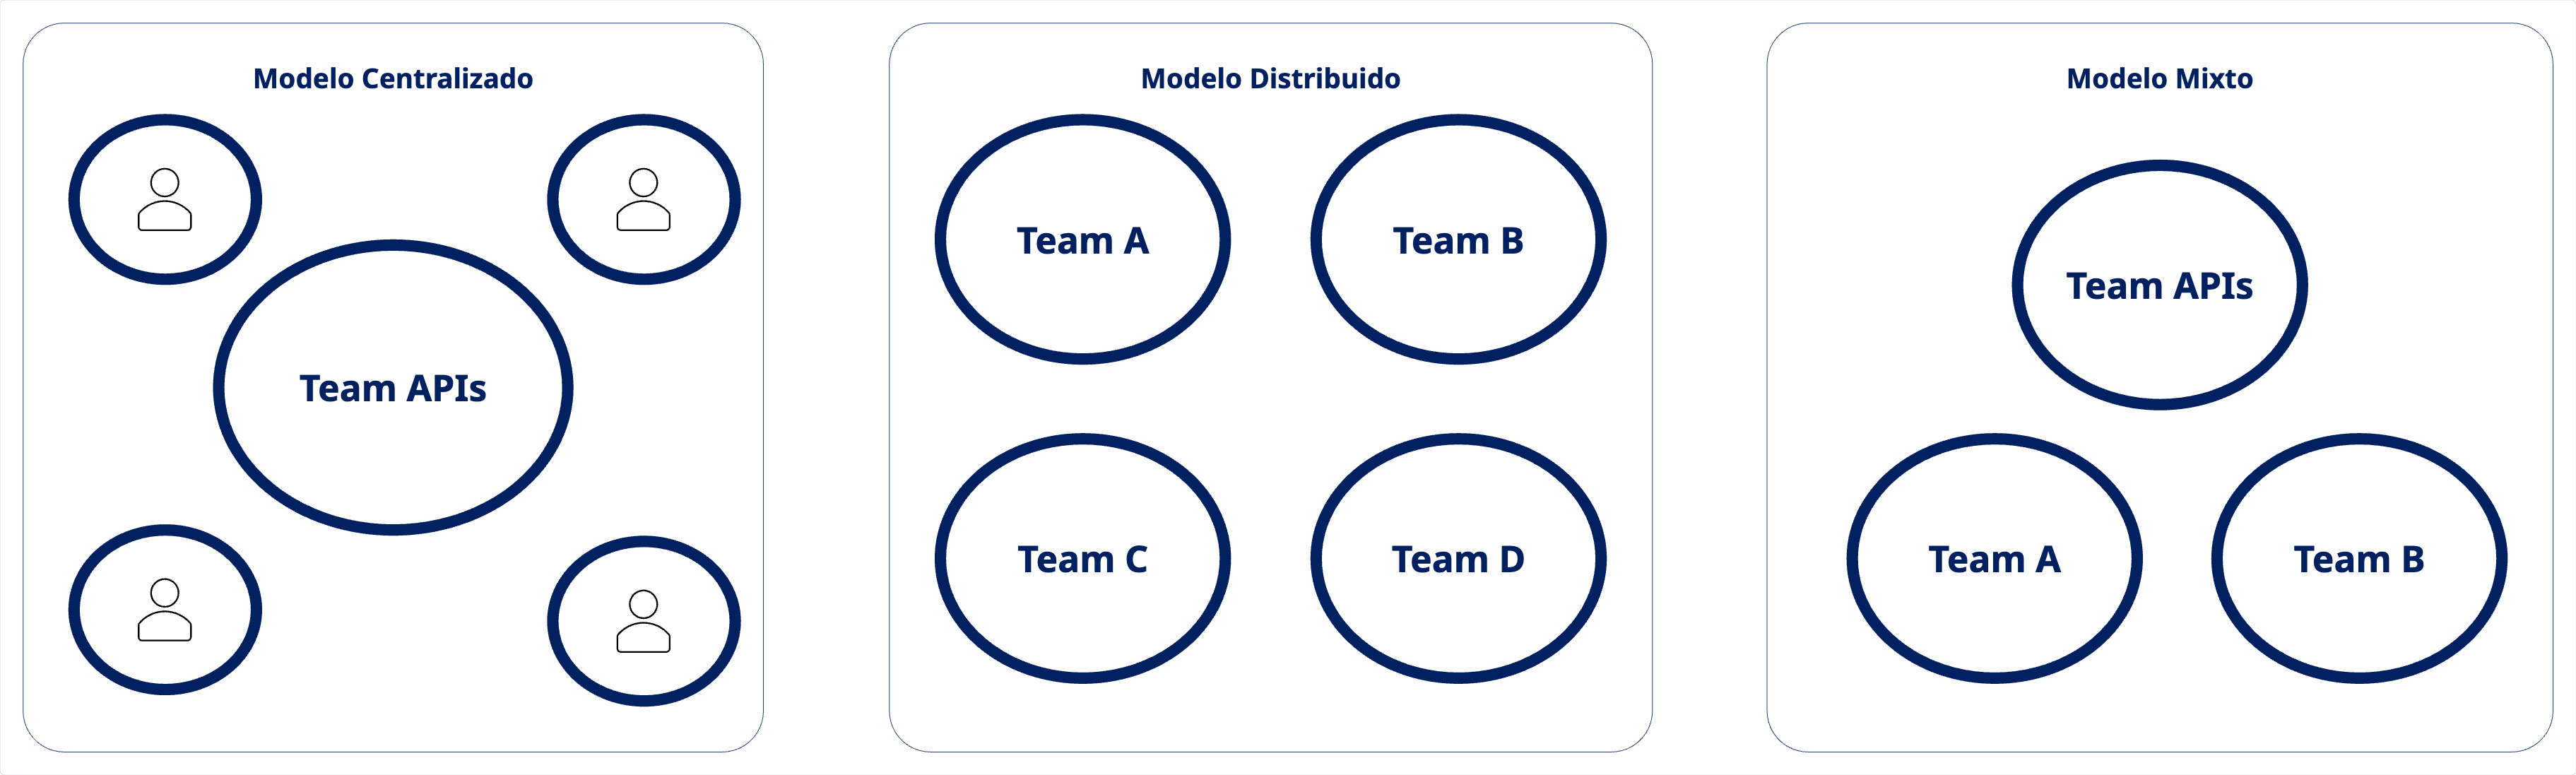 Modelo Centralizado
Team APIs
Modelo Distribuido
Team A
Team B
Team C
Team D
Modelo Mixto
Team APIs
Team A
Team B